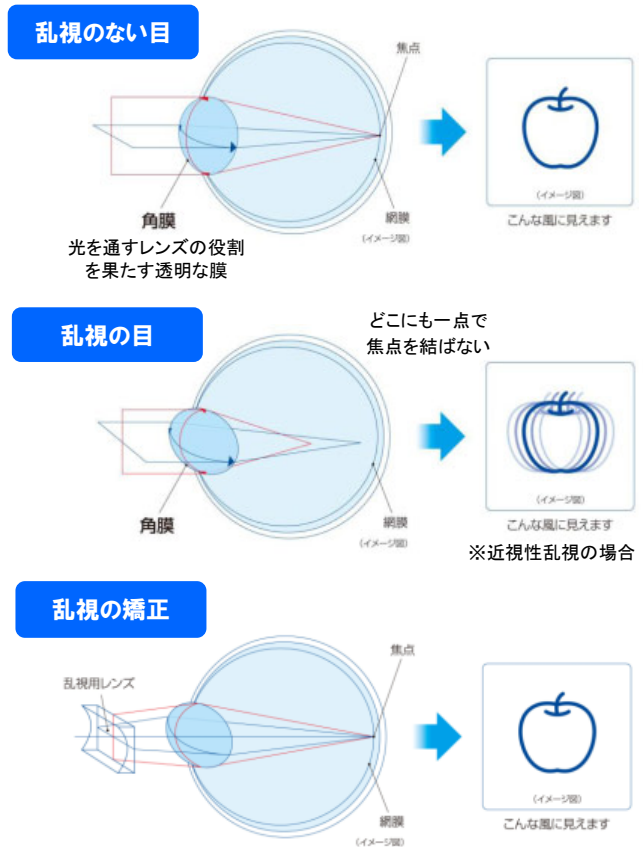 乱視のない目
焦点
角膜
光を通すレンズの役割
を果たす透明な膜
網膜
(イメージ図)
(イメージ図)
こんな風に見えます
乱視の目
どこにも一点で
焦点を結ばない
角膜
網膜
(イメージ図)
(イメージ図)
こんな風に見えます
※近視性乱視の場合
乱視の矯正
乱視用レンズ
焦点
網膜
(イメージ図)
(イメージ図)
こんな風に見えます